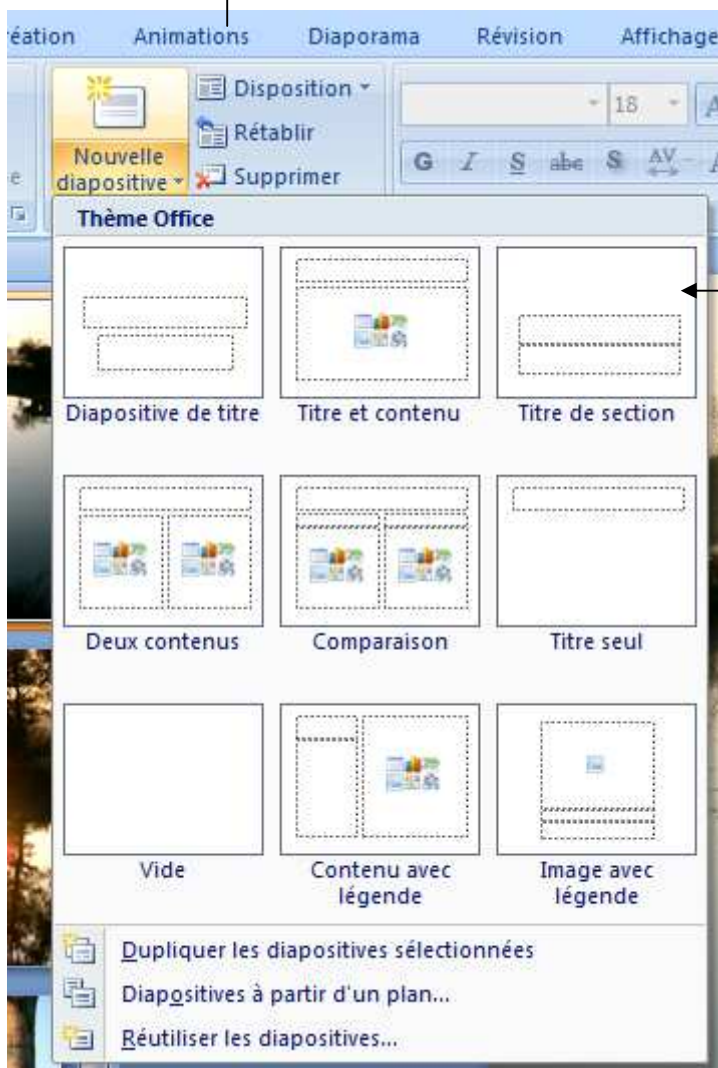 réation Animations Diaporama Révision Affichage
Disposition
18
Rétablir
Nouvelle
diapositive
G I S abc S AV
Supprimer
Thème Office
Diapositive de titre Titre et contenu Titre de section
Deux contenus Comparaison Titre seul
Vide Contenu avec légende Image avec légende
Dupliquer les diapositives sélectionnées
Diapositives à partir d'un plan...
Réutiliser les diapositives...